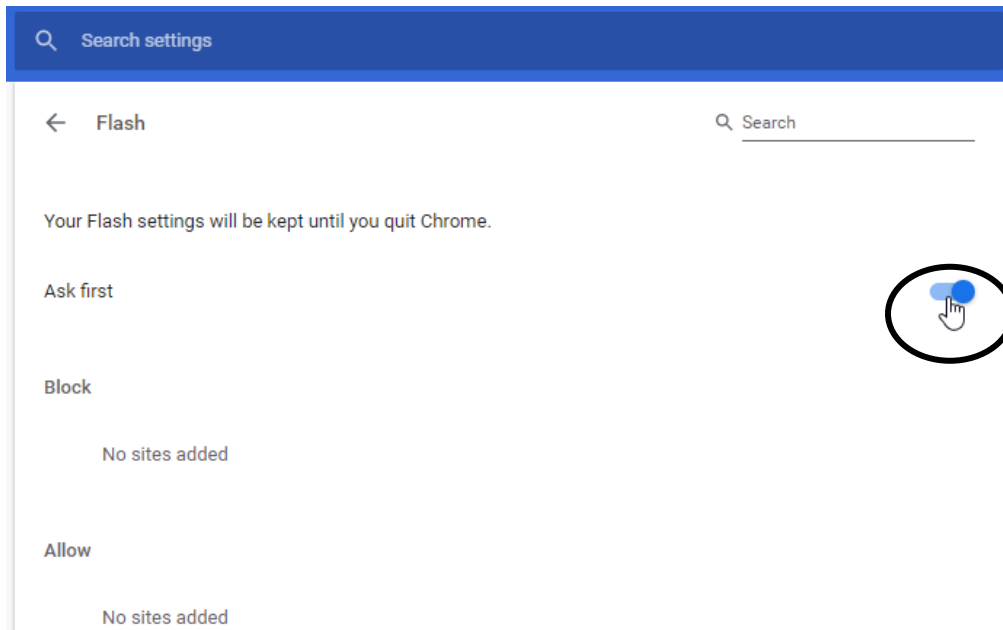 Search settings
Flash
Search
Your Flash settings will be kept until you quit Chrome.
Ask first
Block
No sites added
Allow
No sites added